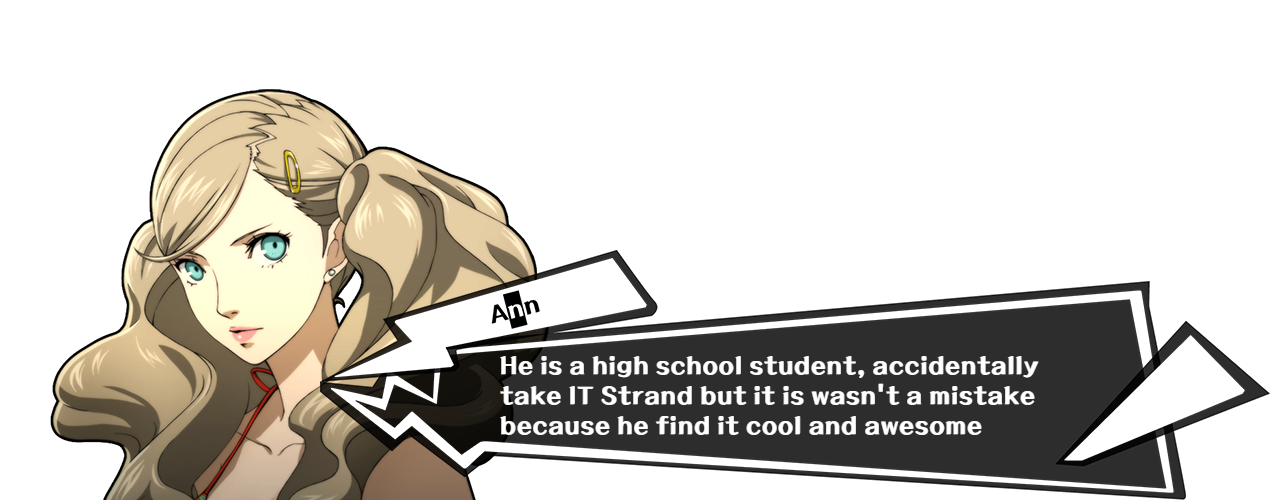 Ann
He is a high school student, accidentally
take IT Strand but it is wasn't a mistake
because he find it cool and awesome